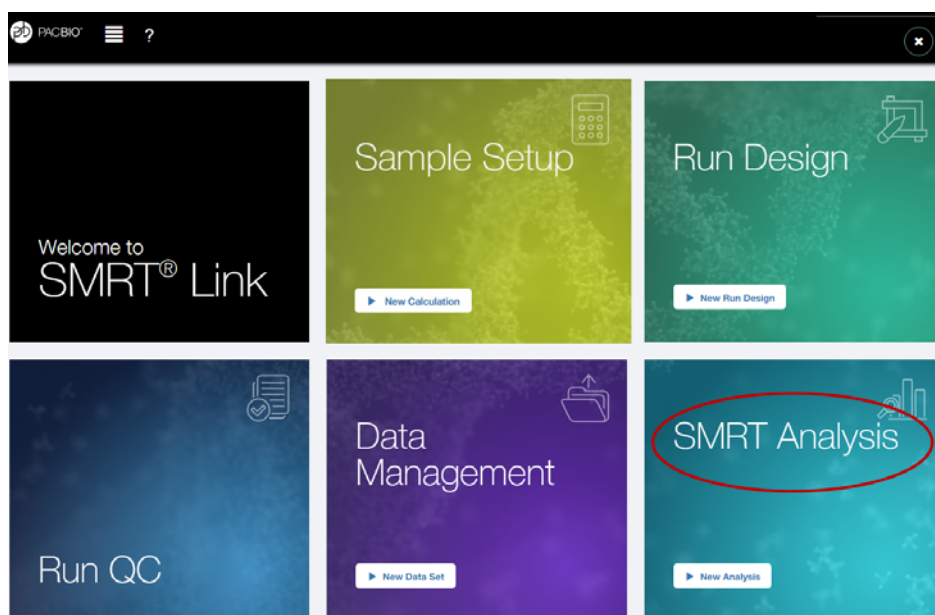 PACBIO®
?
Sample Setup
New Calculation
Run Design
New Run Design
Welcome to
SMRT® Link
Run QC
Data
Management
New Data Set
SMRT Analysis
New Analysis